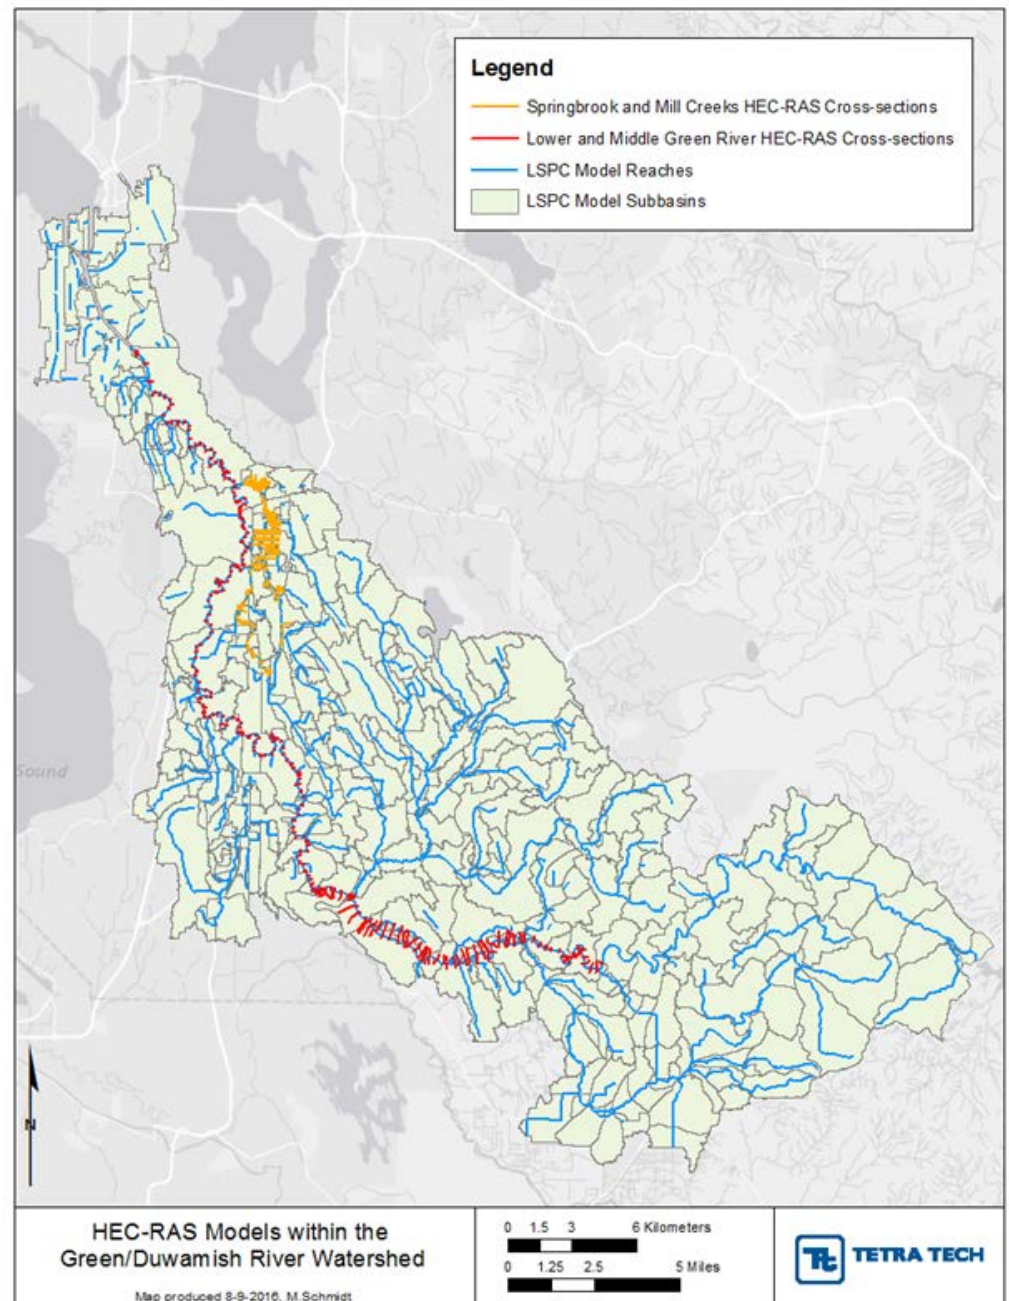 Legend
Springbrook and Mill Creeks HEC-RAS Cross-sections
Lower and Middle Green River HEC-RAS Cross-sections
LSPC Model Reaches
LSPC Model Subbasins
Sound
N
HEC-RAS Models within the
Green/Duwamish River Watershed
Map produced 8-9-2016, M.Schmidt
0 1.5 3 6 Kilometers
0 1.25 2.5 5 Miles
TETRA TECH